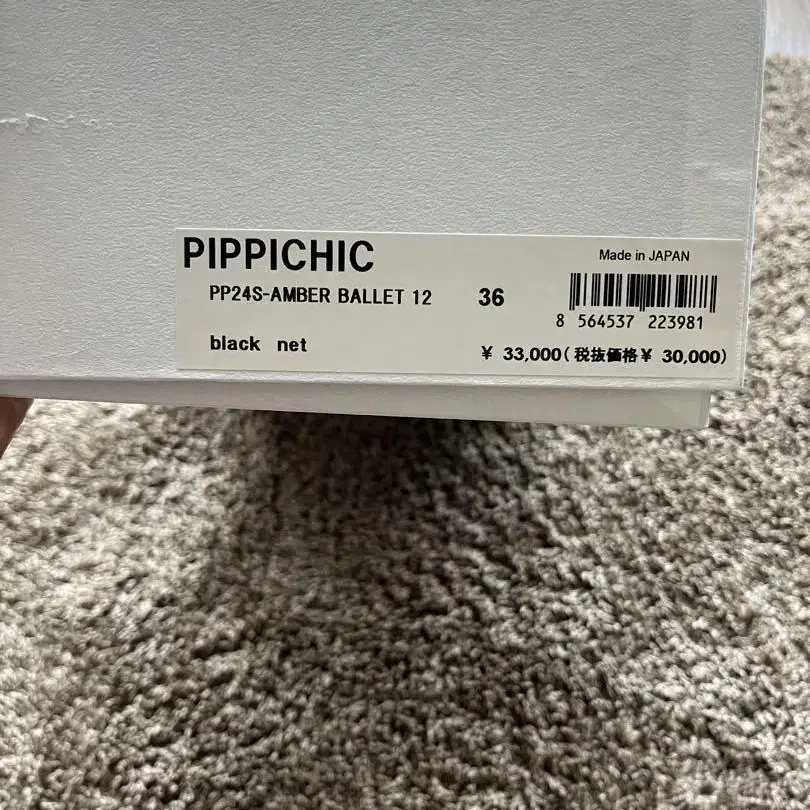 PIPPICHIC
Made in JAPAN
PP24S-AMBER BALLET 12 36
8 564537 223981
black net
¥ 33,000(税抜価格¥ 30,000)